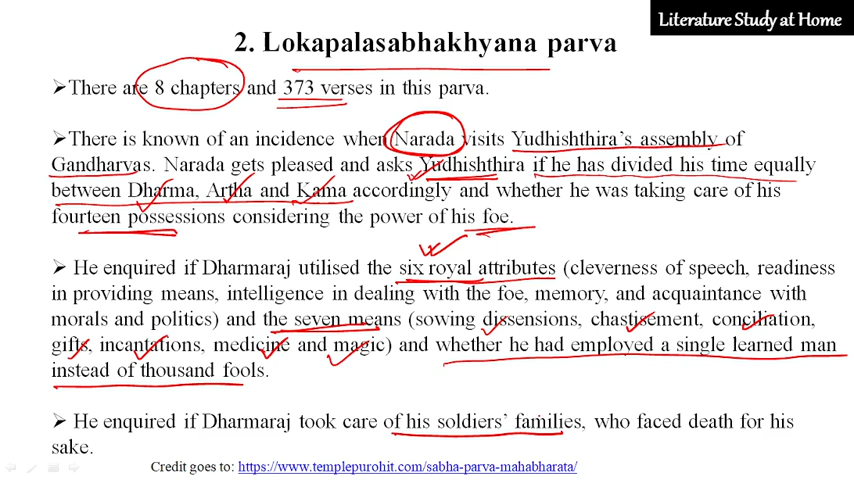 Literature Study at Home
2. Lokapalasabhakhyana parva
➢There are 8 chapters and 373 verses in this parva.
➢There is known of an incidence when Narada visits Yudhishthira's assembly of
Gandharvas. Narada gets pleased and asks Yudhishthira if he has divided his time equally
between Dharma, Artha and Kama accordingly and whether he was taking care of his
fourteen possessions considering the power of his foe.
➢ He enquired if Dharmaraj utilised the six royal attributes (cleverness of speech, readiness
in providing means, intelligence in dealing with the foe, memory, and acquaintance with
morals and politics) and the seven means (sowing dissensions, chastisement, conciliation,
gifts, incantations, medicine and magic) and whether he had employed a single learned man
instead of thousand fools.
➢ He enquired if Dharmaraj took care of his soldiers' families, who faced death for his
sake.
Credit goes to: https://www.templepurohit.com/sabha-parva-mahabharata/